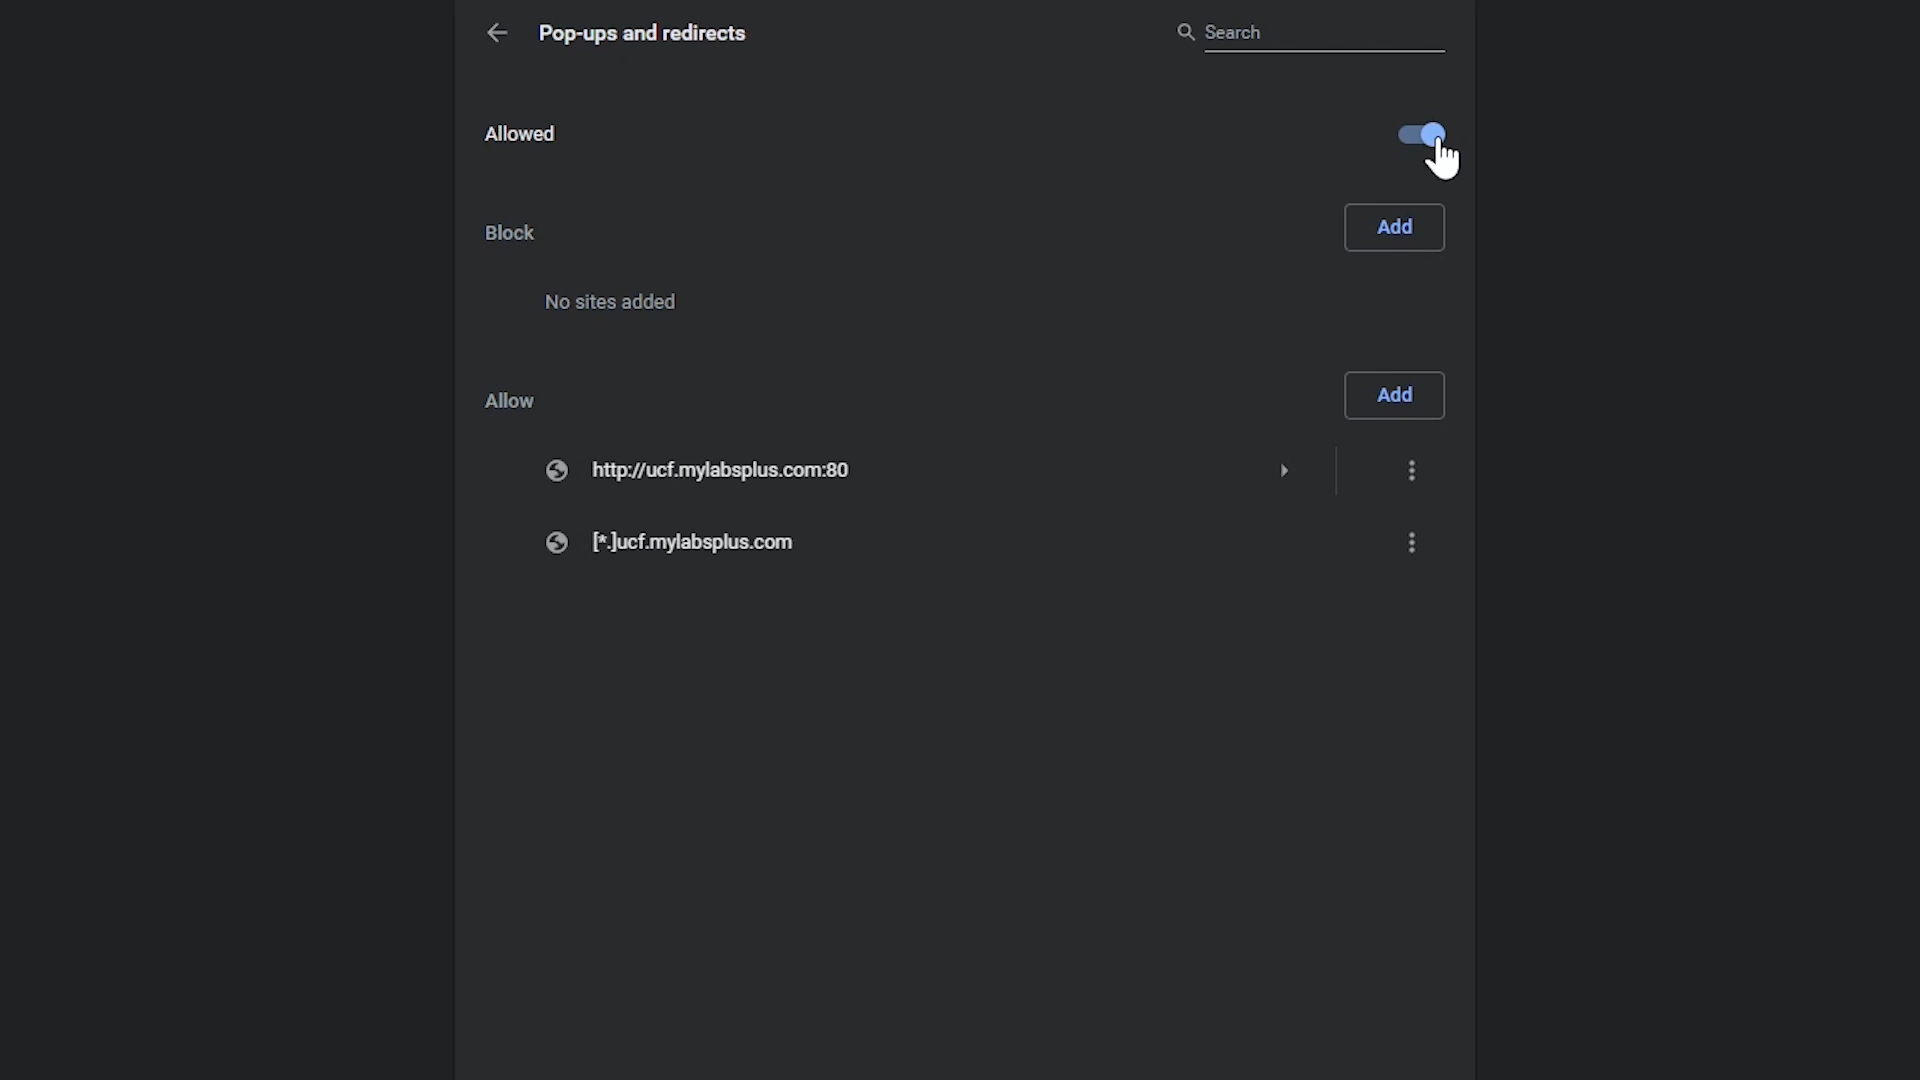 Pop-ups and redirects
Search
Allowed
Block
Add
No sites added
Allow
Add
http://ucf.mylabsplus.com:80
[*.]ucf.mylabsplus.com